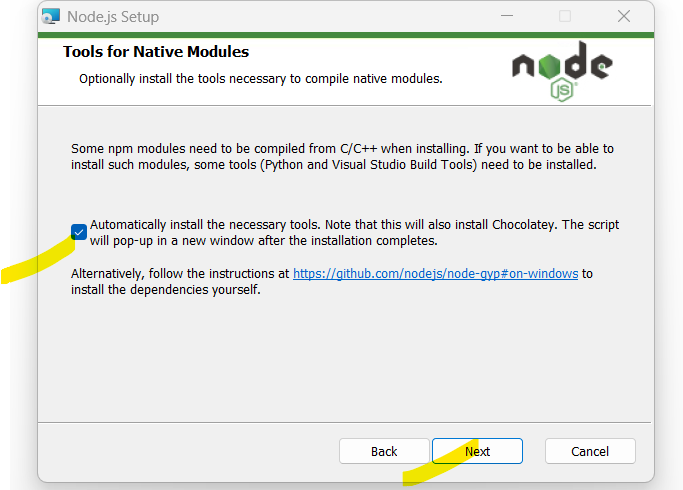 Node.js Setup
Tools for Native Modules
Optionally install the tools necessary to compile native modules.
node
JS
Some npm modules need to be compiled from C/C++ when installing. If you want to be able to
install such modules, some tools (Python and Visual Studio Build Tools) need to be installed.
Automatically install the necessary tools. Note that this will also install Chocolatey. The script
will pop-up in a new window after the installation completes.
Alternatively, follow the instructions at https://github.com/nodejs/node-gyp#on-windows to
install the dependencies yourself.
Back
Next
Cancel